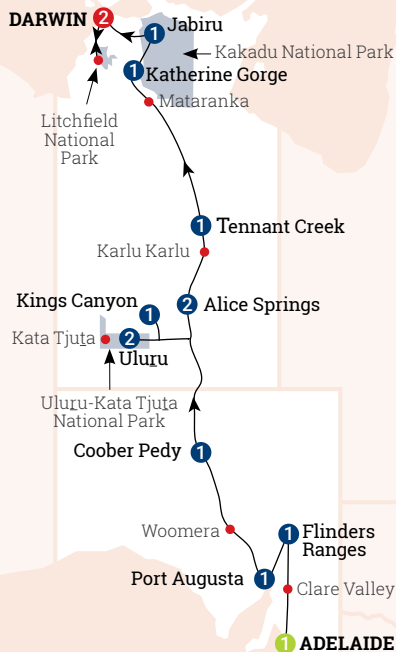 DARWIN 2
1 Jabiru
Kakadu National Park
1 Katherine Gorge
Mataranka
Litchfield
National
Park
1 Tennant Creek
Karlu Karlu
Kings Canyon
1
2 Alice Springs
Kata Tjuṯa
2
Uluṟu
Uluṟu-Kata Tjuṯa
National Park
Coober Pedy 1
Woomera
1 Flinders
Ranges
Port Augusta 1
Clare Valley
1 ADELAIDE